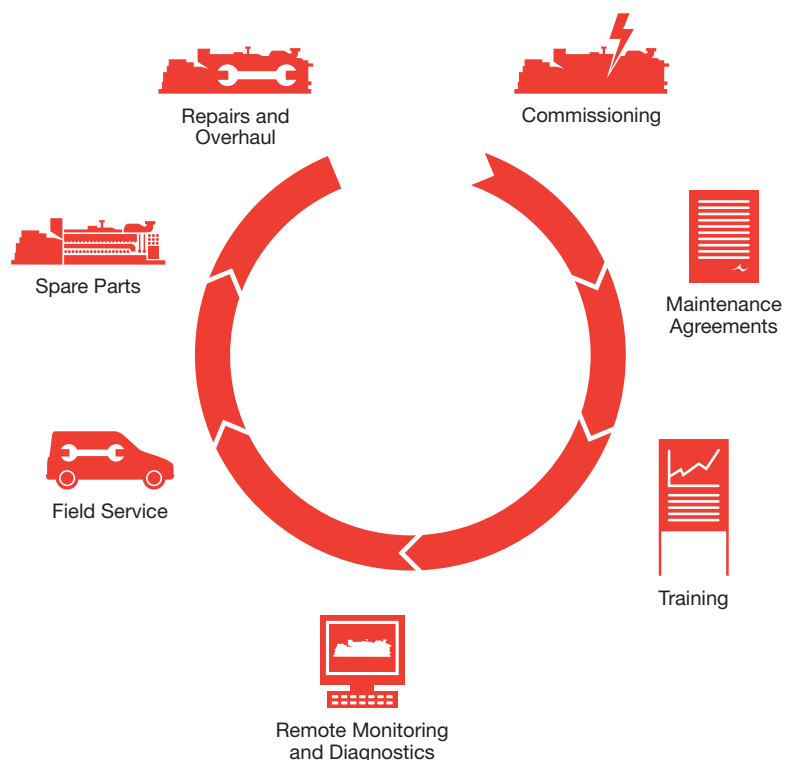 Repairs and
Overhaul
Commissioning
Maintenance
Agreements
Training
Remote Monitoring
and Diagnostics
Field Service
Spare Parts